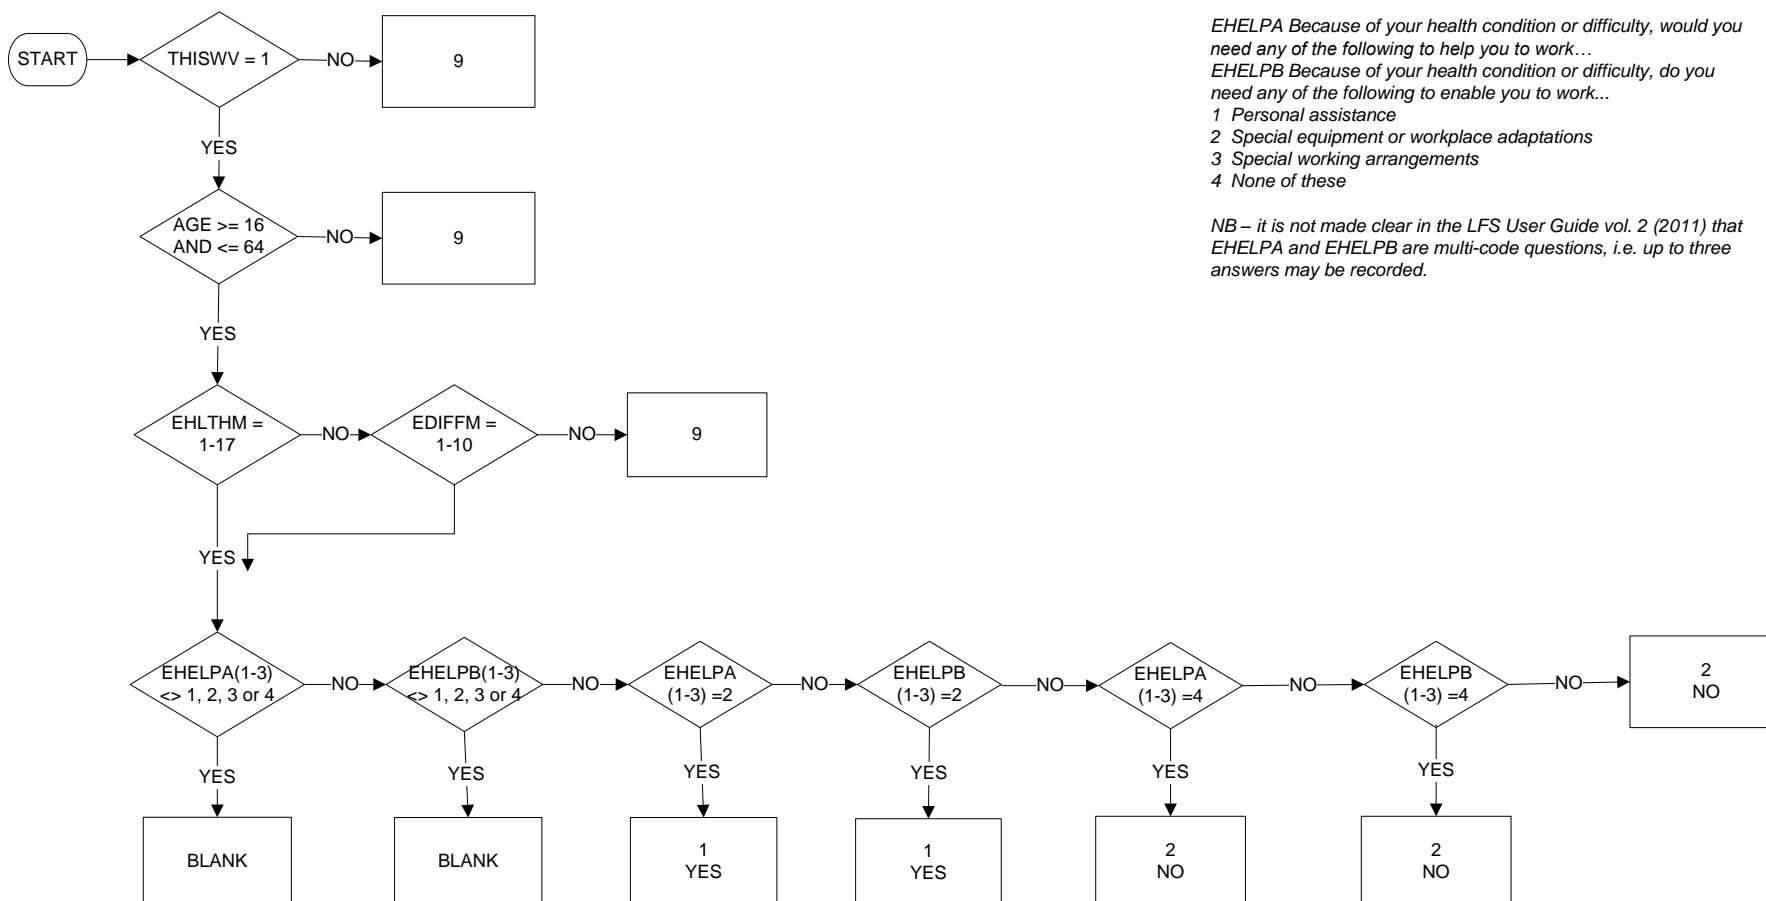 START
THISWV = 1
NO
9
YES
AGE >= 16
AND <= 64
NO
9
YES
EHLTHM =
1-17
NO
EDIFFM =
1-10
NO
9
YES
EHELPA(1-3)
<> 1, 2, 3 or 4
NO
EHELPB(1-3)
<> 1, 2, 3 or 4
NO
EHELPA
(1-3) =2
NO
EHELPB
(1-3) =2
NO
EHELPA
(1-3) =4
NO
EHELPB
(1-3) =4
NO
2
NO
YES
YES
YES
YES
YES
YES
BLANK
BLANK
1
YES
1
YES
2
NO
2
NO
EHELPA Because of your health condition or difficulty, would you
need any of the following to help you to work…
EHELPB Because of your health condition or difficulty, do you
need any of the following to enable you to work...
1 Personal assistance
2 Special equipment or workplace adaptations
3 Special working arrangements
4 None of these
NB – it is not made clear in the LFS User Guide vol. 2 (2011) that
EHELPA and EHELPB are multi-code questions, i.e. up to three
answers may be recorded.